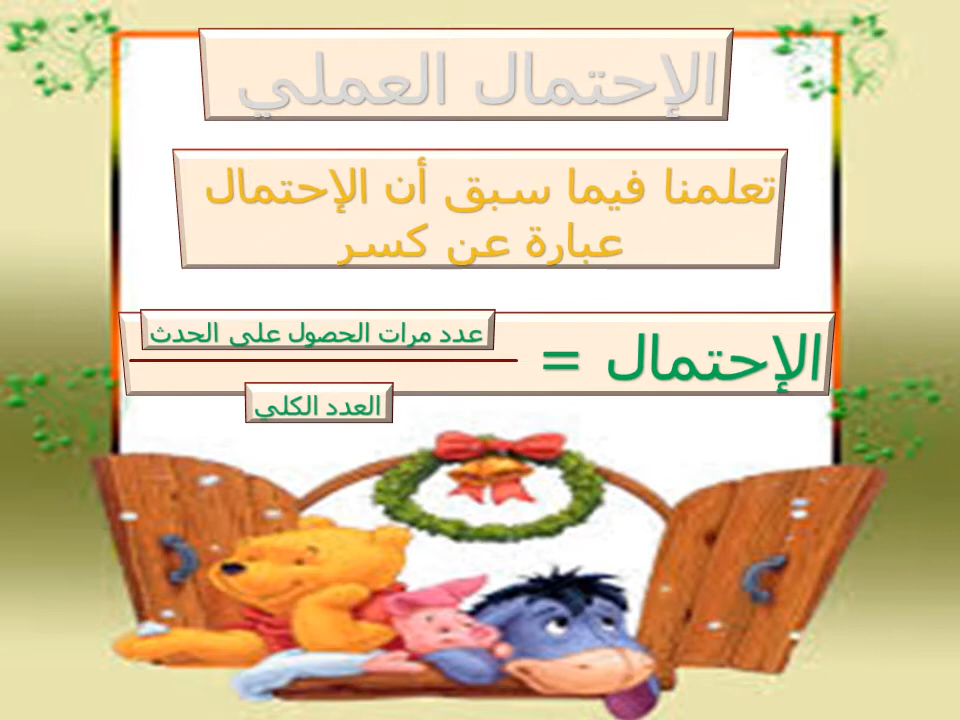 الإحتمال العملي
تعلمنا فيما سبق أن الإحتمال
عبارة عن كسر
الإحتمال =
عدد مرات الحصول على الحدث
العدد الكلي